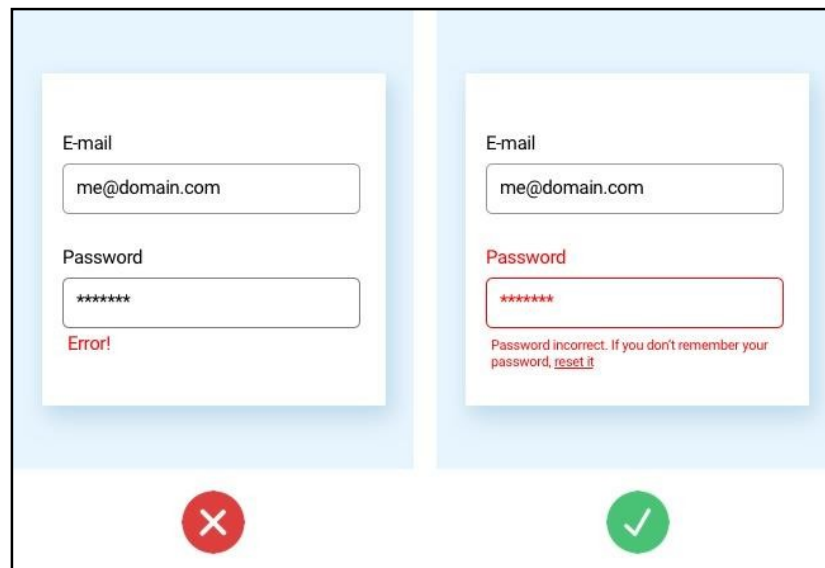 E-mail
me@domain.com
Password
*******
Error!
E-mail
me@domain.com
Password
*******
Password incorrect. If you don't remember your
password, reset it